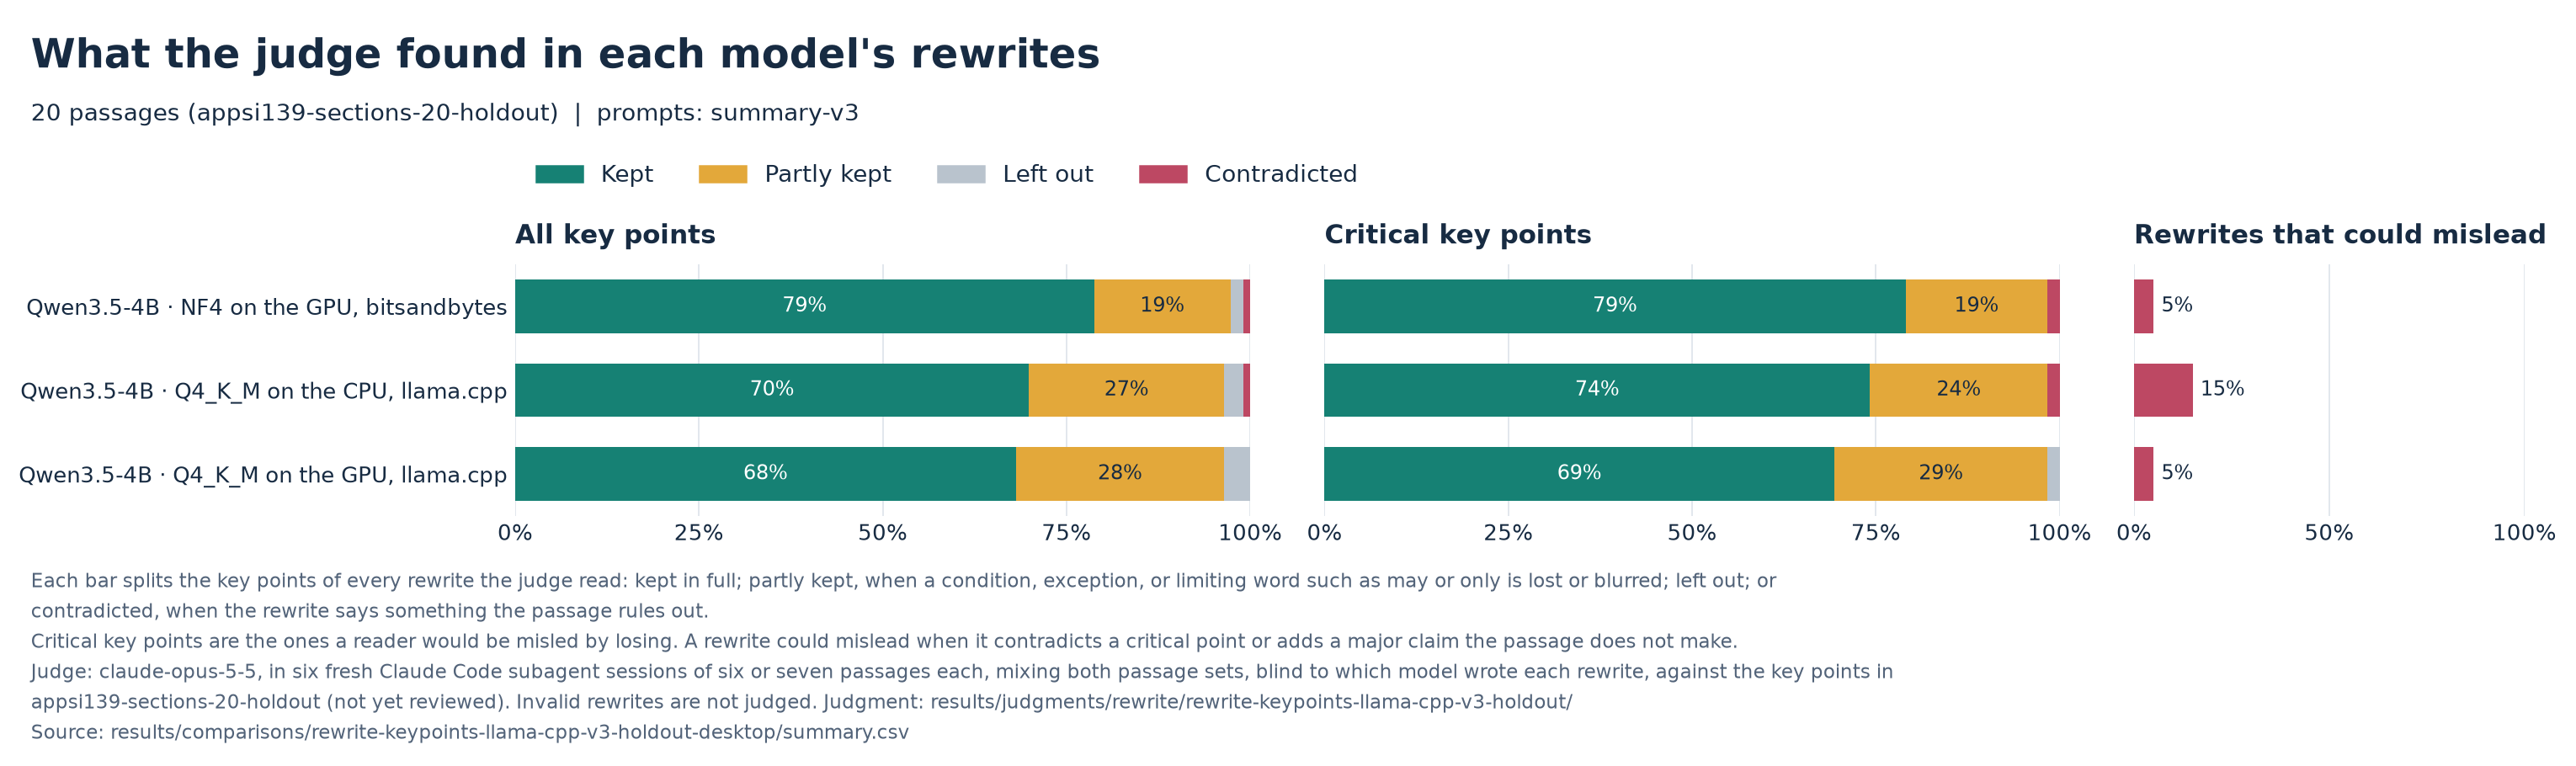 What the judge found in each model's rewrites
20 passages (appsi139-sections-20-holdout)  |  prompts: summary-v3
Kept
Partly kept
Left out
Contradicted
All key points
Critical key points
Rewrites that could mislead
Qwen3.5-4B · NF4 on the GPU, bitsandbytes
79%
19%
79%
19%
5%
Qwen3.5-4B · Q4_K_M on the CPU, llama.cpp
70%
27%
74%
24%
15%
Qwen3.5-4B · Q4_K_M on the GPU, llama.cpp
68%
28%
69%
29%
5%
0% 25% 50% 75% 100%
0% 25% 50% 75% 100%
0% 50% 100%
Each bar splits the key points of every rewrite the judge read: kept in full; partly kept, when a condition, exception, or limiting word such as may or only is lost or blurred; left out; or
contradicted, when the rewrite says something the passage rules out.
Critical key points are the ones a reader would be misled by losing. A rewrite could mislead when it contradicts a critical point or adds a major claim the passage does not make.
Judge: claude-opus-5-5, in six fresh Claude Code subagent sessions of six or seven passages each, mixing both passage sets, blind to which model wrote each rewrite, against the key points in
appsi139-sections-20-holdout (not yet reviewed). Invalid rewrites are not judged. Judgment: results/judgments/rewrite/rewrite-keypoints-llama-cpp-v3-holdout/
Source: results/comparisons/rewrite-keypoints-llama-cpp-v3-holdout-desktop/summary.csv